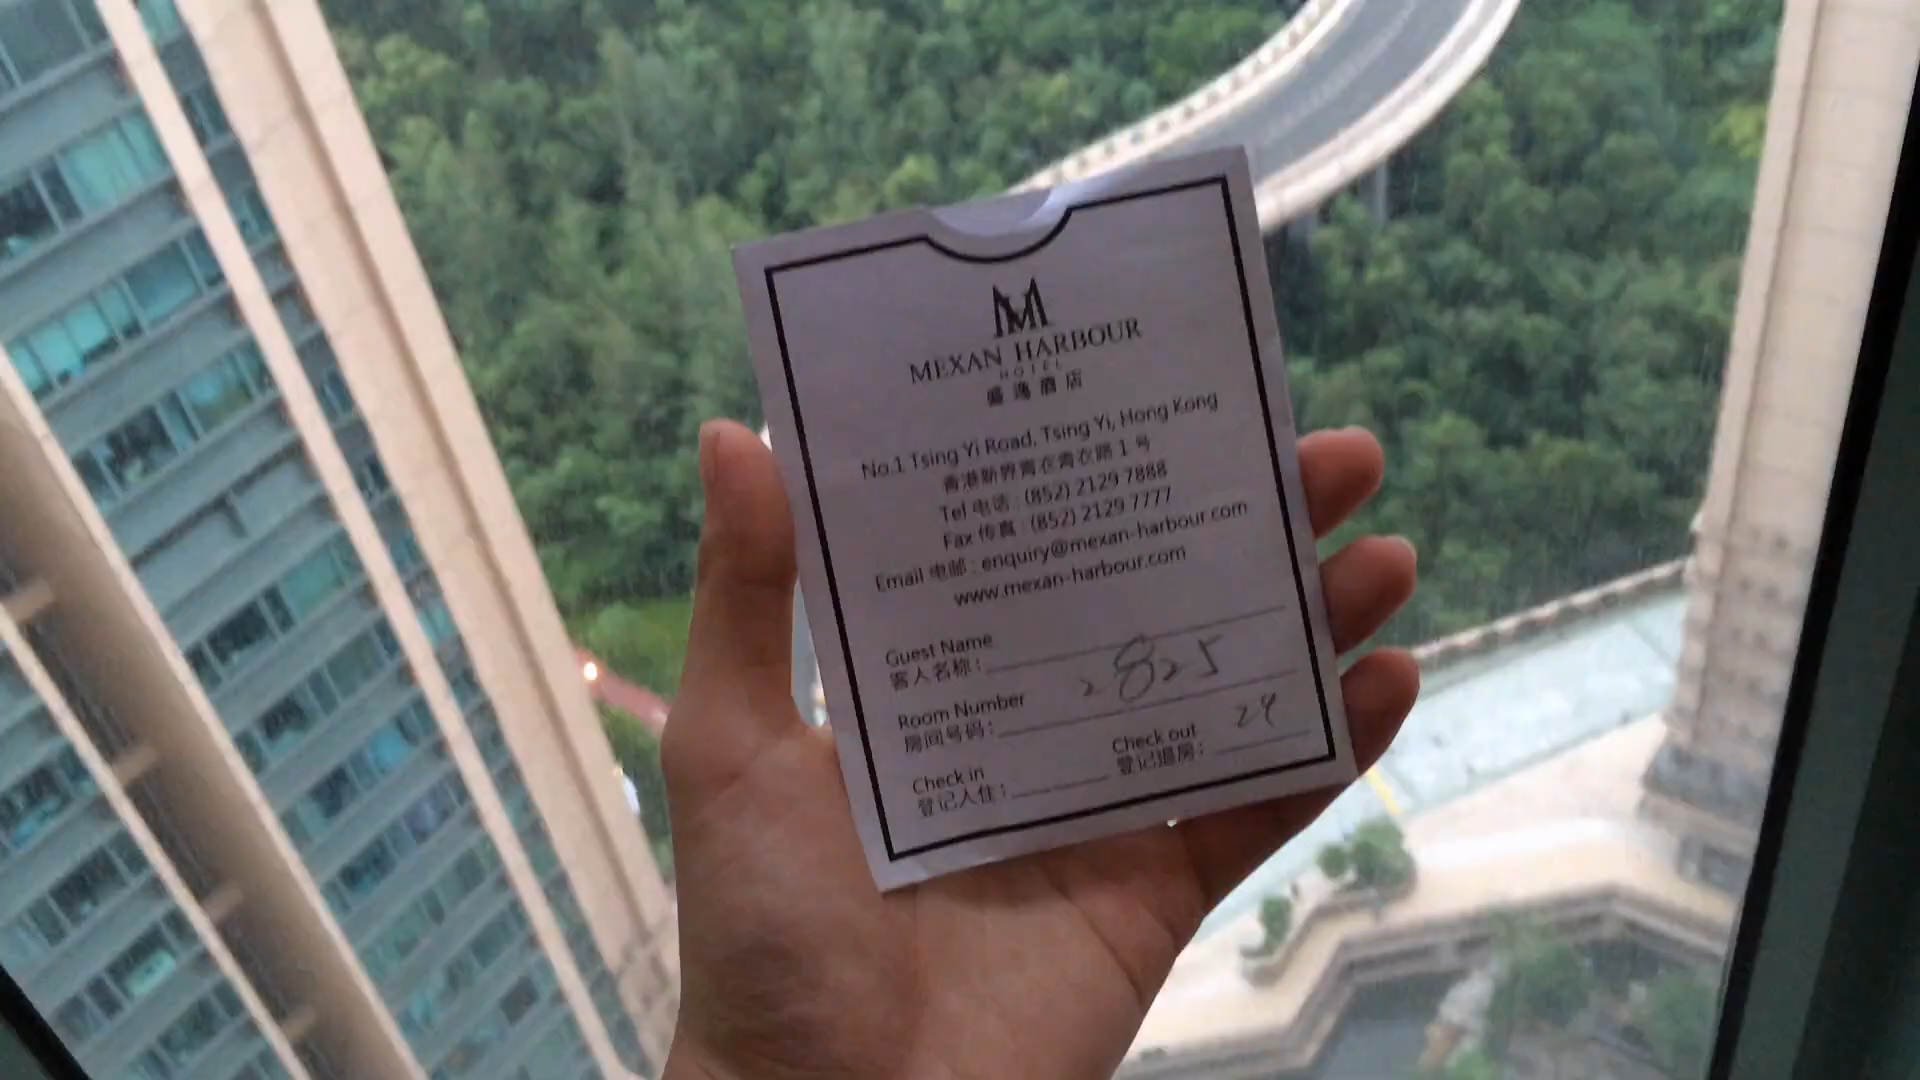 M
MEXAN HARBOUR
HOTEL
盛逸酒店
No.1 Tsing Yi Road, Tsing Yi, Hong Kong
香港新界青衣青衣路 1 号
Tel 电话 : (852) 2129 7888
Fax 传真 : (852) 2129 7777
Email 电邮 : enquiry@mexan-harbour.com
www.mexan-harbour.com
Guest Name
客人名称 :
Room Number 2825
房间号码 :
Check in
登记入住 :
Check out 24
登记退房 :